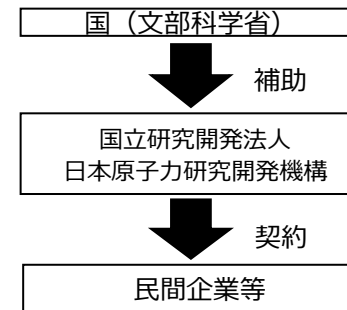 国（文部科学省）
補助
国立研究開発法人
日本原子力研究開発機構
契約
民間企業等